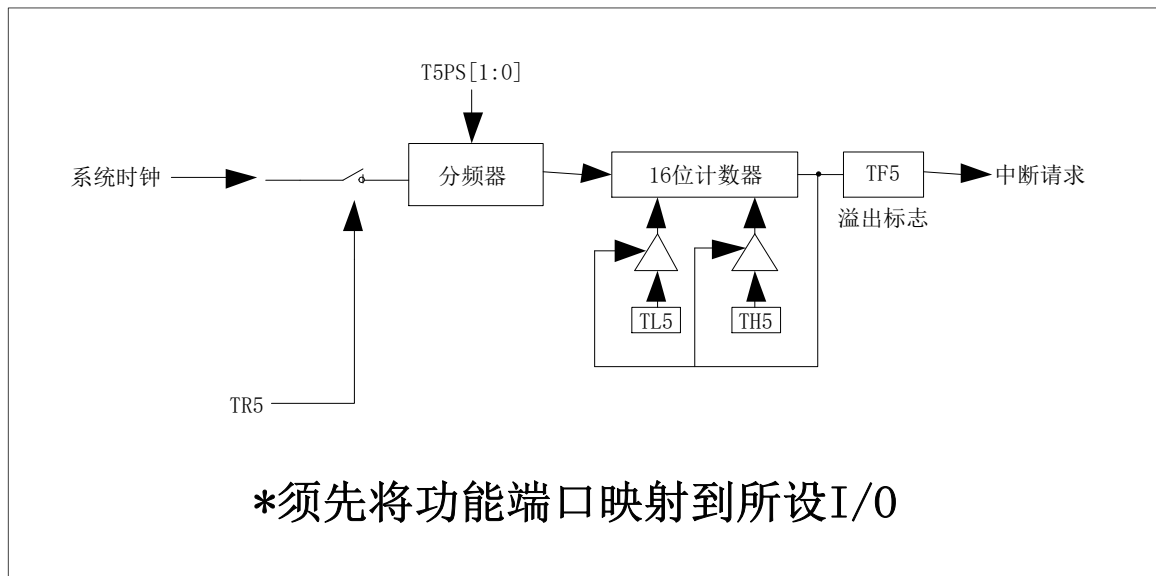 T5PS[1:0]
系统时钟
分频器
16位计数器
TF5
中断请求
溢出标志
TL5
TH5
TR5
*须先将功能端口映射到所设I/O